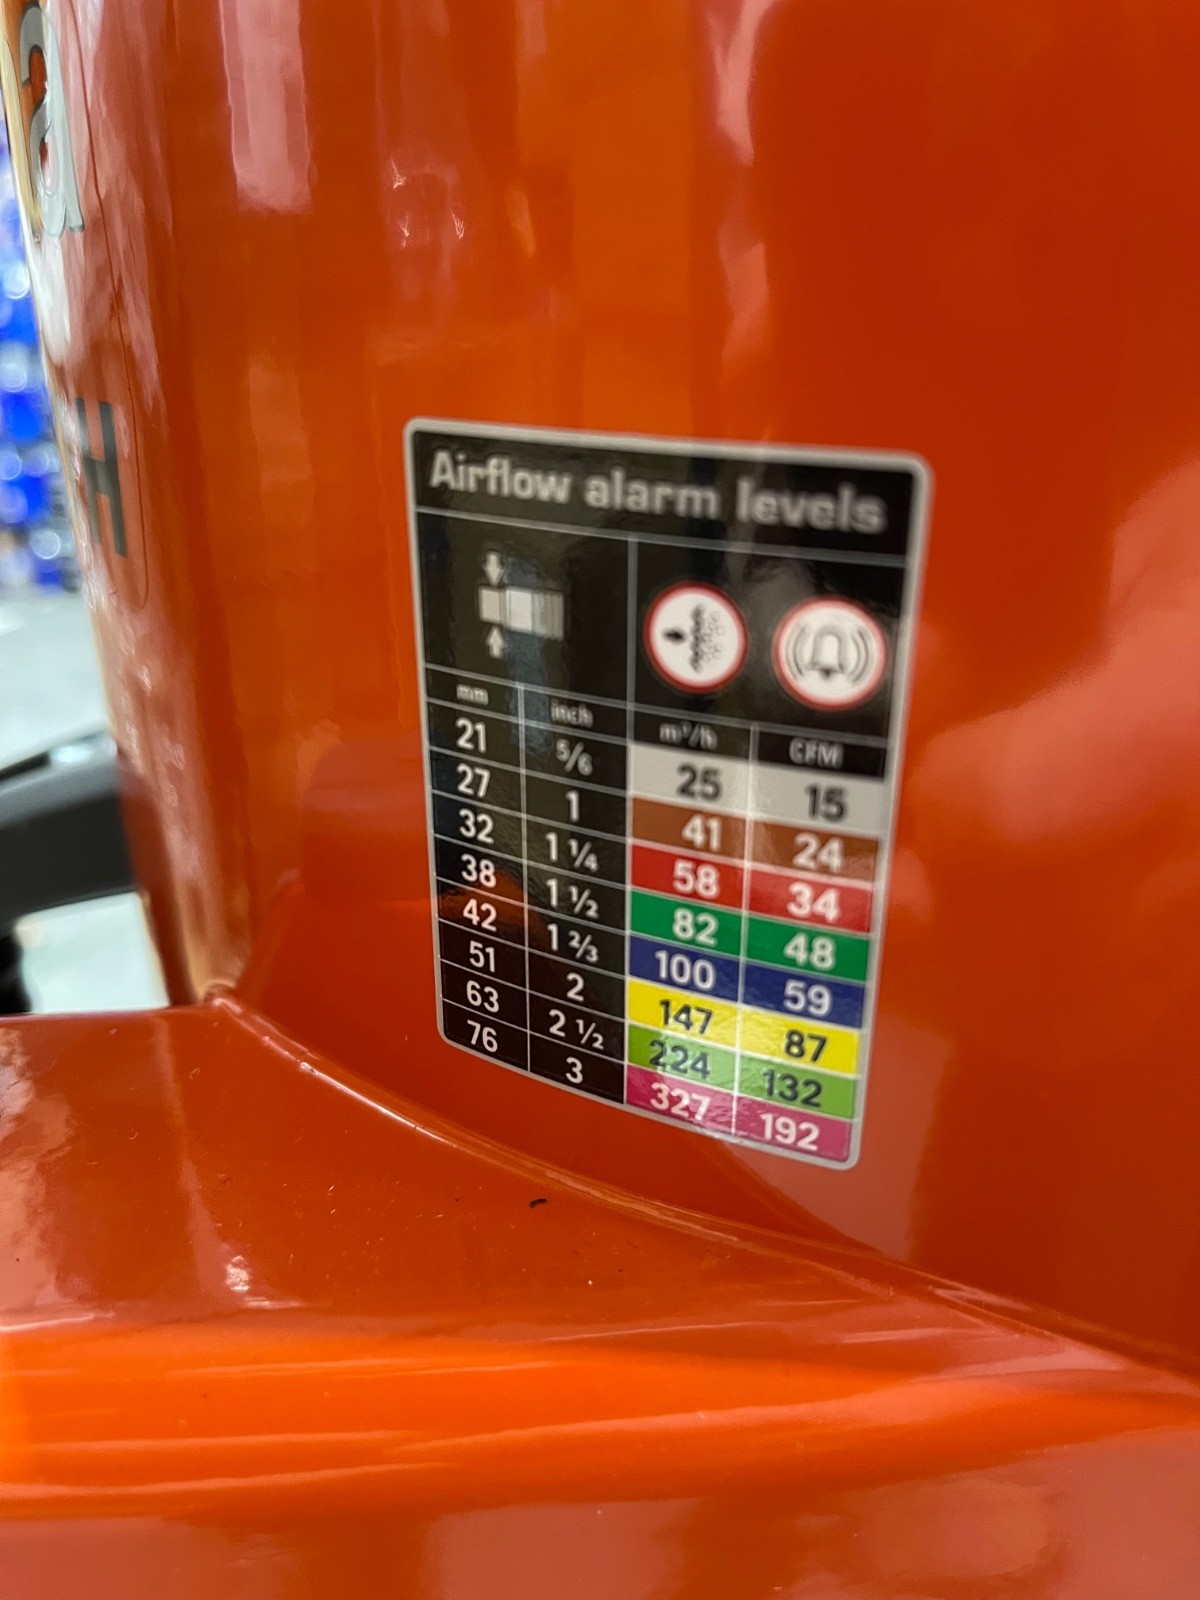 a
H
Airflow alarm levels
mm inch m³/h CFM
21 5/6 25 15
27 1 41 24
32 1 ¼ 58 34
38 1 ½ 82 48
42 1 ⅔ 100 59
51 2 147 87
63 2 ½ 224 132
76 3 327 192